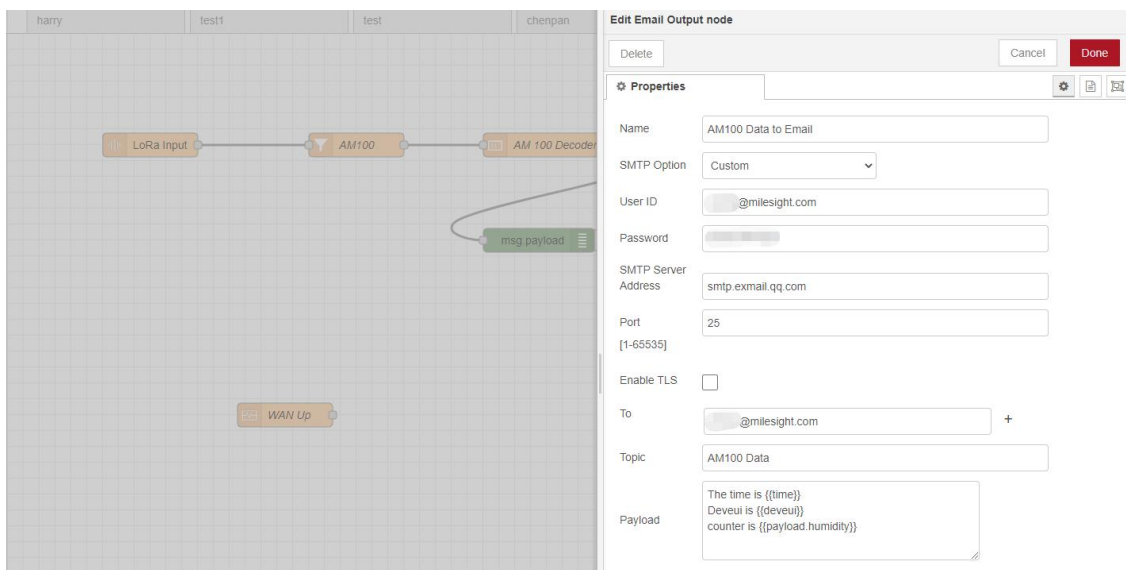 harry
test1
test
chenpan
LoRa Input
AM100
AM 100 Decoder
msg.payload
WAN Up
Edit Email Output node
Delete
Cancel
Done
Properties
Name
AM100 Data to Email
SMTP Option
Custom
User ID
@milesight.com
Password
SMTP Server
Address
smtp.exmail.qq.com
Port
25
[1-65535]
Enable TLS
To
@milesight.com
+
Topic
AM100 Data
Payload
The time is {{time}}
Deveui is {{deveui}}
counter is {{payload.humidity}}